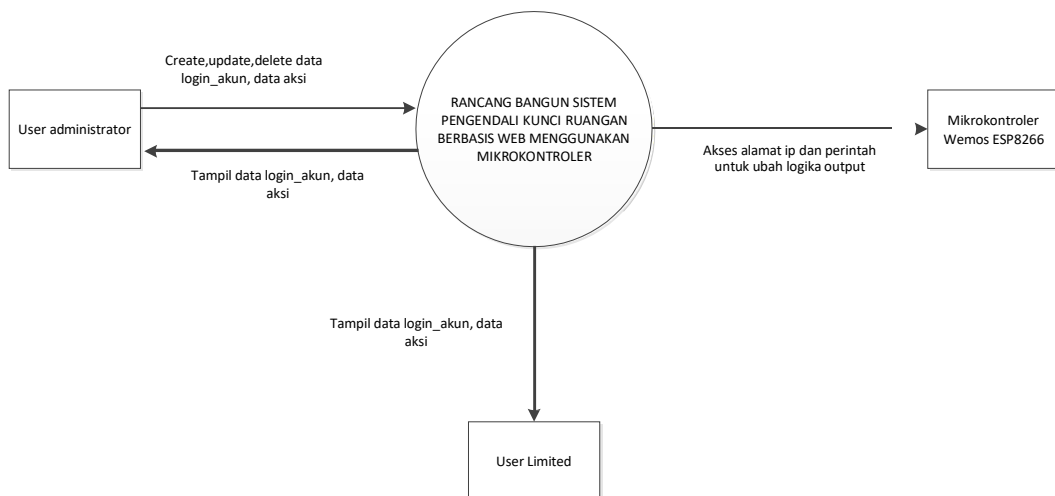 Create,update,delete data
login_akun, data aksi
User administrator
Tampil data login_akun, data
aksi
RANCANG BANGUN SISTEM
PENGENDALI KUNCI RUANGAN
BERBASIS WEB MENGGUNAKAN
MIKROKONTROLER
Akses alamat ip dan perintah
untuk ubah logika output
Mikrokontroler
Wemos ESP8266
Tampil data login_akun, data
aksi
User Limited